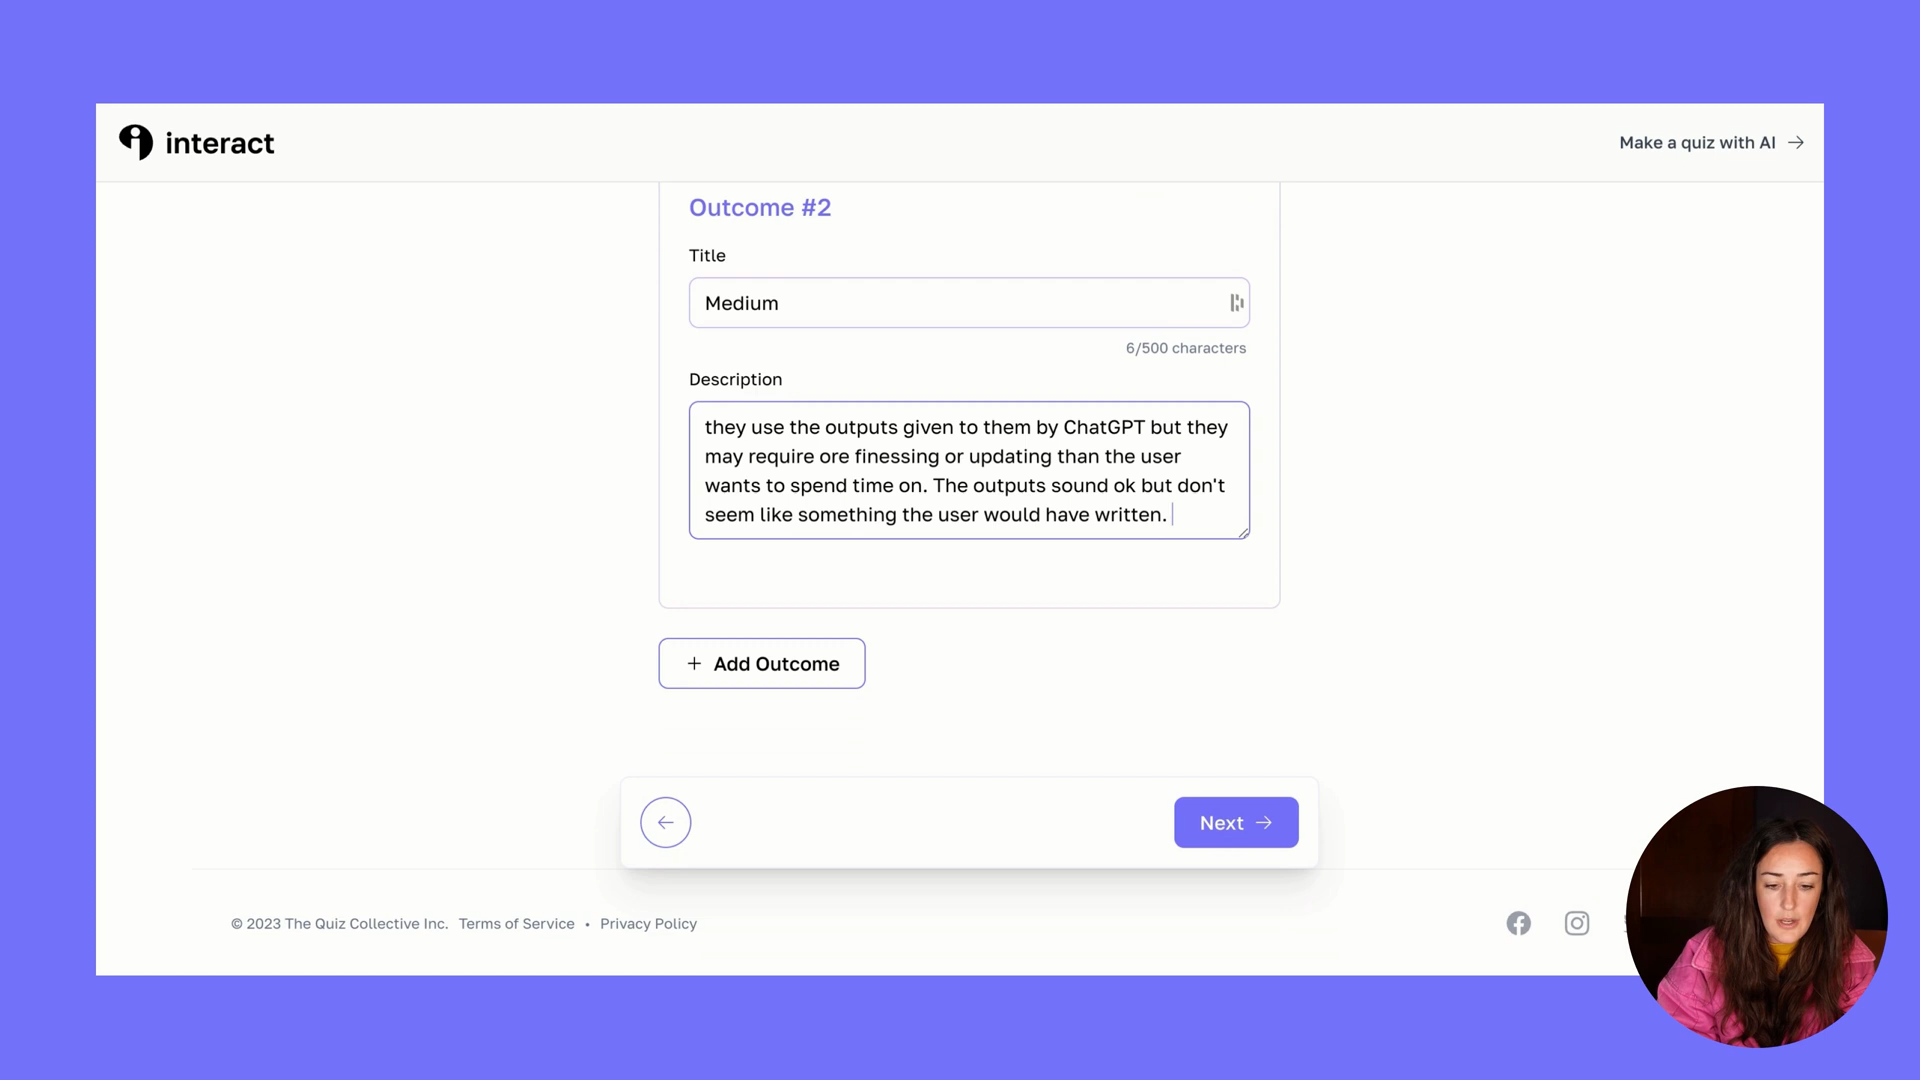 interact
Make a quiz with AI
Outcome #2
Title
Medium
6/500 characters
Description
they use the outputs given to them by ChatGPT but they
may require ore finessing or updating than the user
wants to spend time on. The outputs sound ok but don't
seem like something the user would have written.
+ Add Outcome
Next
© 2023 The Quiz Collective Inc. Terms of Service • Privacy Policy